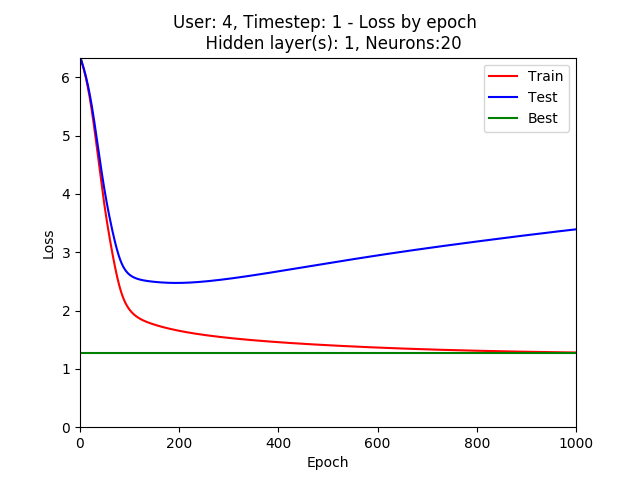 User: 4, Timestep: 1 - Loss by epoch
Hidden layer(s): 1, Neurons:20
Train
Test
Best
6
5
4
3
2
1
0
Loss
0 200 400 600 800 1000
Epoch